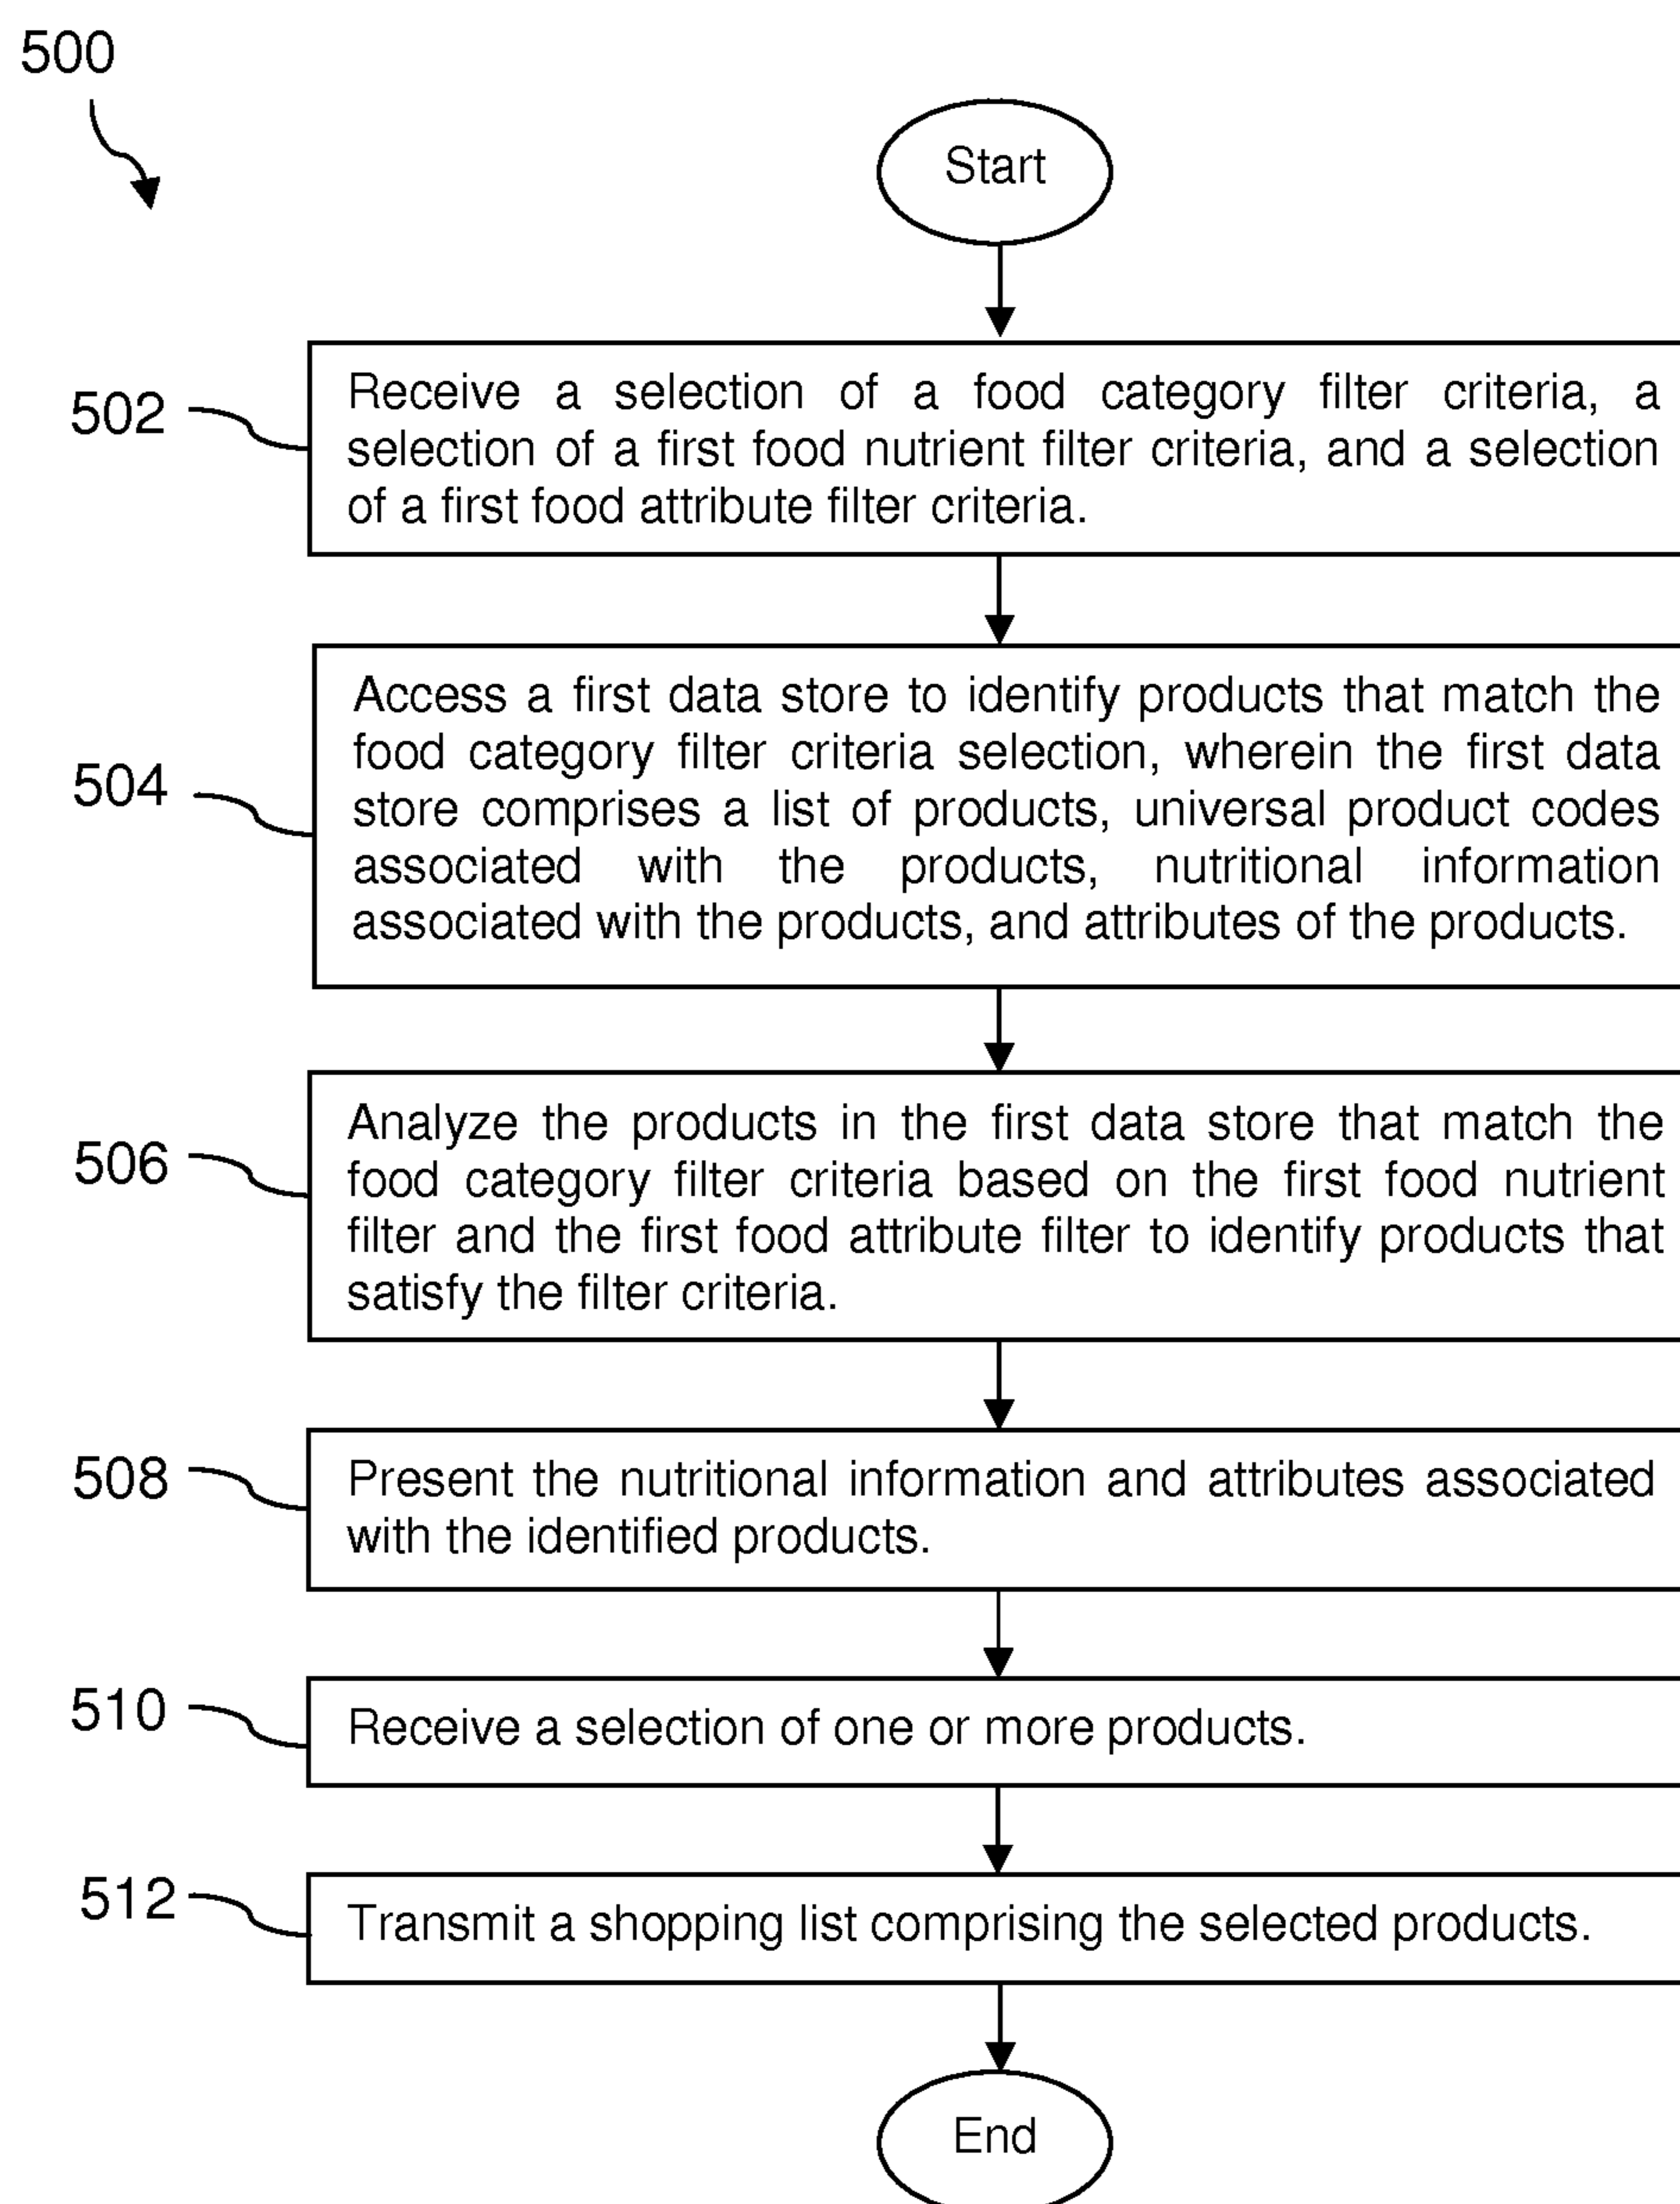 500
Start
502
Receive a selection of a food category filter criteria, a
selection of a first food nutrient filter criteria, and a selection
of a first food attribute filter criteria.
504
Access a first data store to identify products that match the
food category filter criteria selection, wherein the first data
store comprises a list of products, universal product codes
associated with the products, nutritional information
associated with the products, and attributes of the products.
506
Analyze the products in the first data store that match the
food category filter criteria based on the first food nutrient
filter and the first food attribute filter to identify products that
satisfy the filter criteria.
508
Present the nutritional information and attributes associated
with the identified products.
510
Receive a selection of one or more products.
512
Transmit a shopping list comprising the selected products.
End